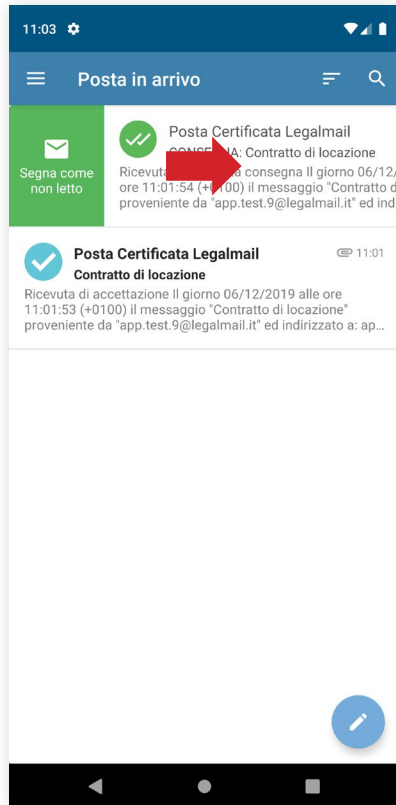 11:03
Posta in arrivo
Segna come
non letto
Posta Certificata Legalmail
Contratto di locazione
Ricevuta consegna Il giorno 06/12/
ore 11:01:54 il messaggio "Contratto d
proveniente da "app.test.9@legalmail.it" ed ind
Posta Certificata Legalmail
11:01
Contratto di locazione
Ricevuta di accettazione Il giorno 06/12/2019 alle ore
11:01:53 (+0100) il messaggio "Contratto di locazione"
proveniente da "app.test.9@legalmail.it" ed indirizzato a: ap...